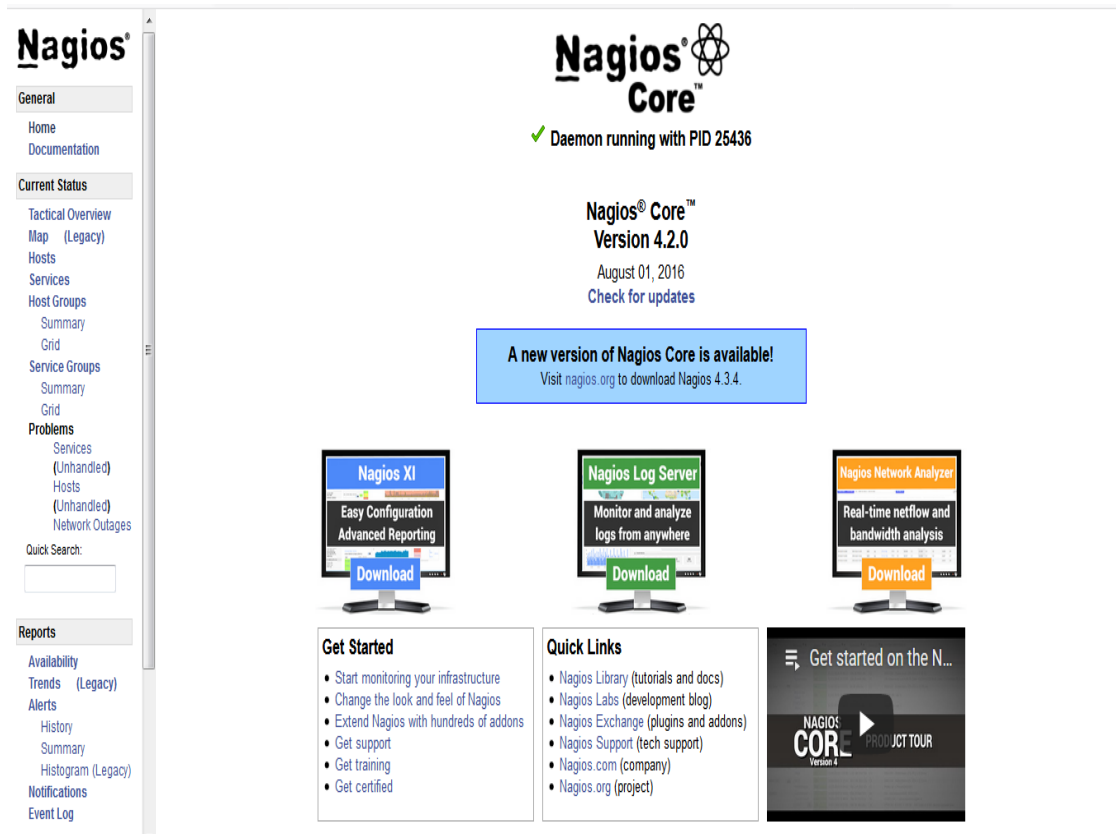 Nagios®
General
Home
Documentation
Current Status
Tactical Overview
Map (Legacy)
Hosts
Services
Host Groups
Summary
Grid
Service Groups
Summary
Grid
Problems
Services
(Unhandled)
Hosts
(Unhandled)
Network Outages
Quick Search:
Reports
Availability
Trends (Legacy)
Alerts
History
Summary
Histogram (Legacy)
Notifications
Event Log
Nagios®
Core™
Daemon running with PID 25436
Nagios® Core™
Version 4.2.0
August 01, 2016
Check for updates
A new version of Nagios Core is available!
Visit nagios.org to download Nagios 4.3.4.
Nagios XI
Easy Configuration
Advanced Reporting
Download
Nagios Log Server
Monitor and analyze
logs from anywhere
Download
Nagios Network Analyzer
Real-time netflow and
bandwidth analysis
Download
Get Started
• Start monitoring your infrastructure
• Change the look and feel of Nagios
• Extend Nagios with hundreds of addons
• Get support
• Get training
• Get certified
Quick Links
• Nagios Library (tutorials and docs)
• Nagios Labs (development blog)
• Nagios Exchange (plugins and addons)
• Nagios Support (tech support)
• Nagios.com (company)
• Nagios.org (project)
Get started on the N...
NAGIOS
CORE PRODUCT TOUR
Version 4